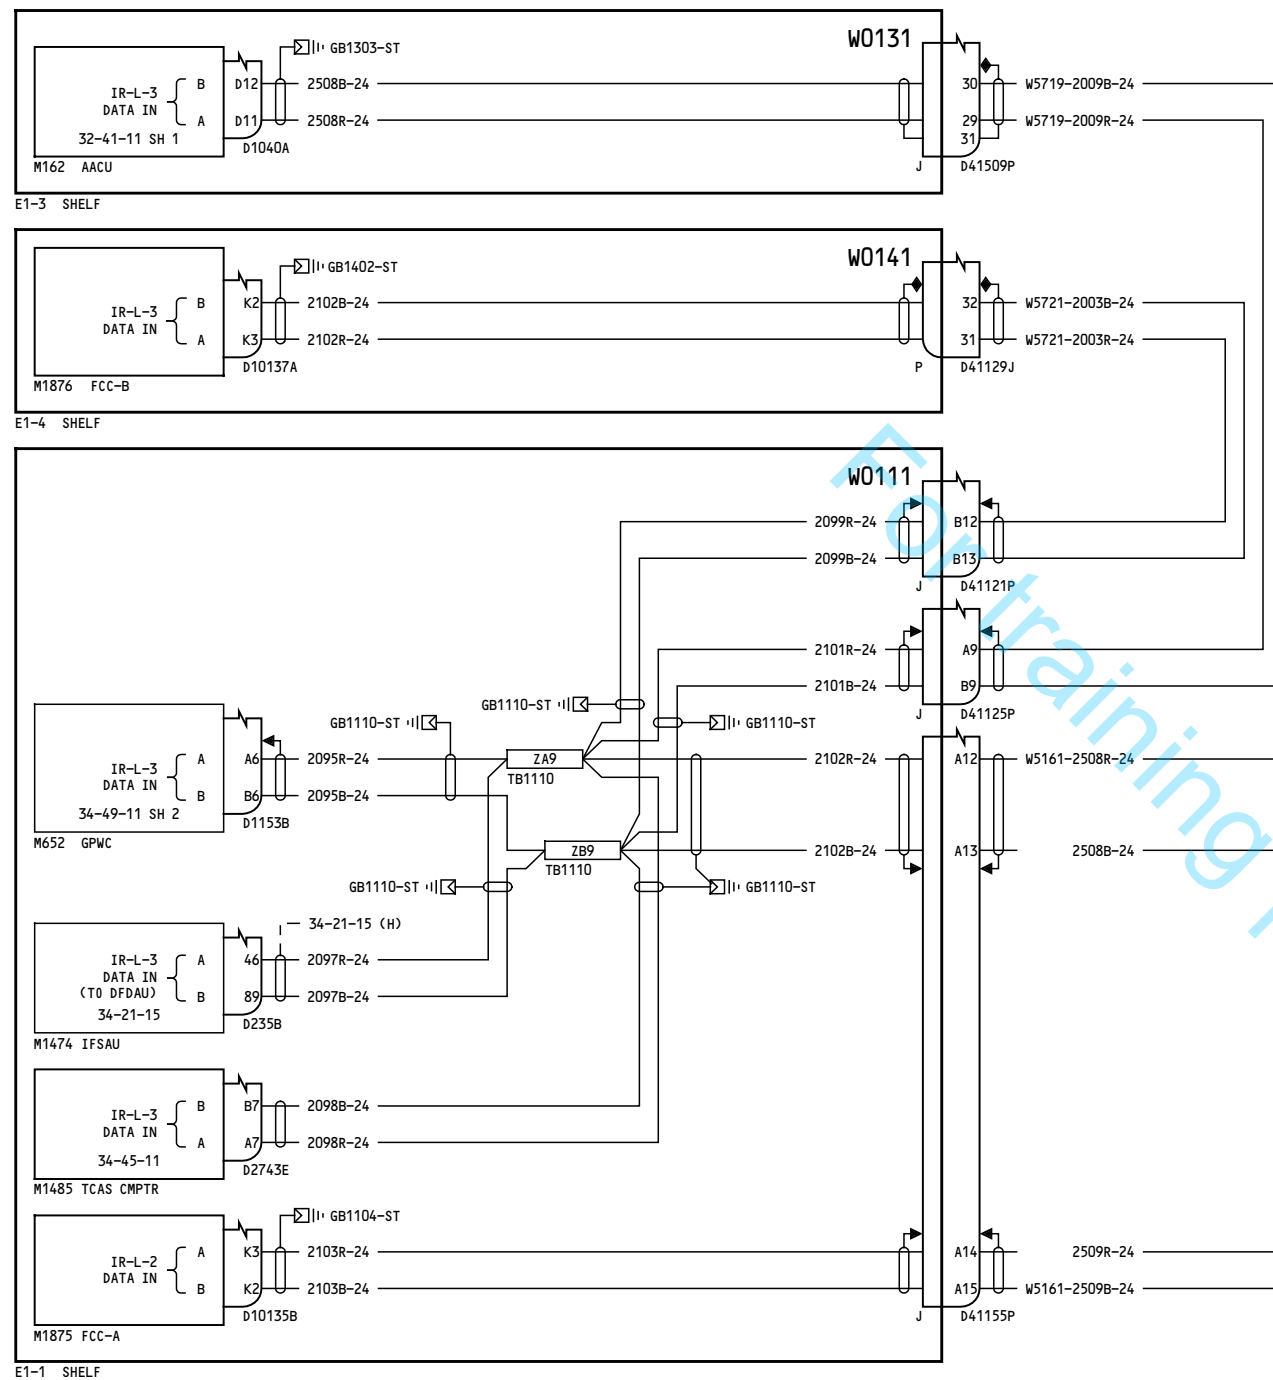 W0131
GB1303-ST
IR-L-3
DATA IN
B D12 2508B-24 30 W5719-2009B-24
A D11 2508R-24 29 W5719-2009R-24
31
32-41-11 SH 1
D1040A
M162 AACU
J D41509P
E1-3 SHELF
W0141
GB1402-ST
IR-L-3
DATA IN
B K2 2102B-24 32 W5721-2003B-24
A K3 2102R-24 31 W5721-2003R-24
D10137A
P D41129J
M1876 FCC-B
E1-4 SHELF
W0111
2099R-24 B12
2099B-24 B13
J D41121P
2101R-24 A9
2101B-24 B9
J D41125P
GB1110-ST
GB1110-ST
GB1110-ST
IR-L-3
DATA IN
A A6 2095R-24 ZA9 2102R-24 A12 W5161-2508R-24
TB1110
B B6 2095B-24
34-49-11 SH 2
D1153B
M652 GPWC
ZB9 2102B-24 A13 2508B-24
TB1110
GB1110-ST
GB1110-ST
34-21-15 (H)
IR-L-3
DATA IN
(TO DFDAU)
A 46 2097R-24
B 89 2097B-24
34-21-15
D235B
M1474 IFSAU
IR-L-3
DATA IN
B B7 2098B-24
A A7 2098R-24
34-45-11
D2743E
M1485 TCAS CMPTR
GB1104-ST
IR-L-2
DATA IN
A K3 2103R-24 A14 2509R-24
B K2 2103B-24 A15 W5161-2509B-24
D10135B
J D41155P
M1875 FCC-A
E1-1 SHELF
For training